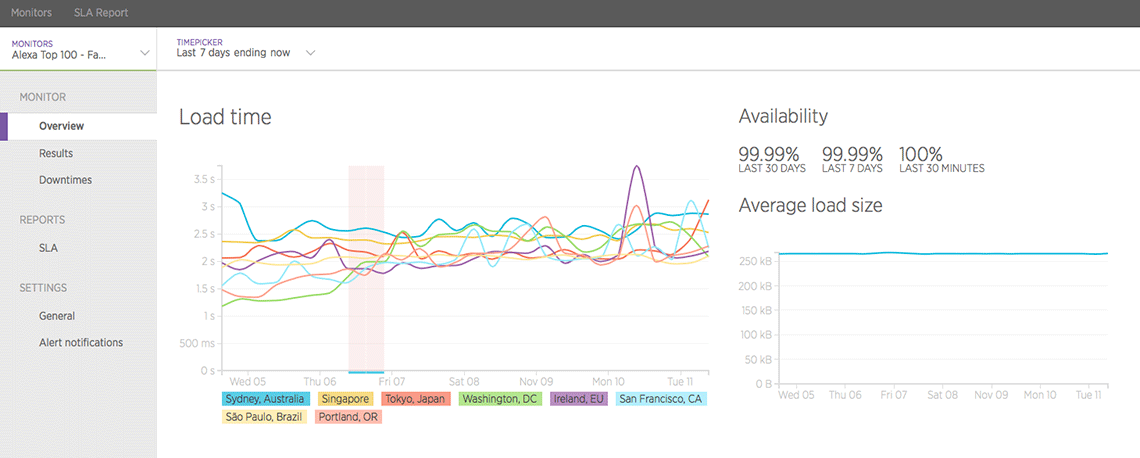 Monitors SLA Report
MONITORS
Alexa Top 100 - Fa...
TIMEPICKER
Last 7 days ending now
MONITOR
Overview
Results
Downtimes
REPORTS
SLA
SETTINGS
General
Alert notifications
Load time
3.5 s
3 s
2.5 s
2 s
1.5 s
1 s
500 ms
0 s
Wed 05 Thu 06 Fri 07 Sat 08 Nov 09 Mon 10 Tue 11
Sydney, Australia Singapore Tokyo, Japan Washington, DC Ireland, EU San Francisco, CA
São Paulo, Brazil Portland, OR
Availability
99.99% 99.99% 100%
LAST 30 DAYS LAST 7 DAYS LAST 30 MINUTES
Average load size
250 kB
200 kB
150 kB
100 kB
50 kB
0 B
Wed 05 Thu 06 Fri 07 Sat 08 Nov 09 Mon 10 Tue 11